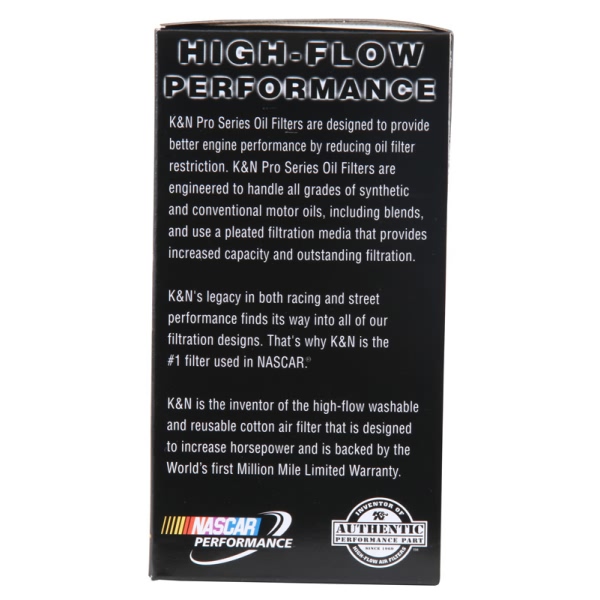 HIGH-FLOW
PERFORMANCE
K&N Pro Series Oil Filters are designed to provide
better engine performance by reducing oil filter
restriction. K&N Pro Series Oil Filters are
engineered to handle all grades of synthetic
and conventional motor oils, including blends,
and use a pleated filtration media that provides
increased capacity and outstanding filtration.
K&N's legacy in both racing and street
performance finds its way into all of our
filtration designs. That's why K&N is the
#1 filter used in NASCAR.®
K&N is the inventor of the high-flow washable
and reusable cotton air filter that is designed
to increase horsepower and is backed by the
World's first Million Mile Limited Warranty.
NASCAR
PERFORMANCE
INVENTOR OF
K&N
AUTHENTIC
PERFORMANCE PART
SINCE 1969
HIGH-FLOW AIR FILTERS